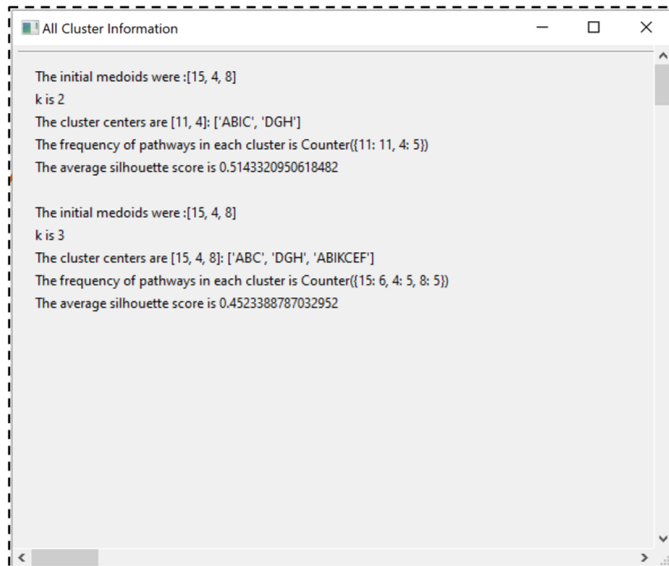 All Cluster Information
The initial medoids were :[15, 4, 8]
k is 2
The cluster centers are [11, 4]: ['ABIC', 'DGH']
The frequency of pathways in each cluster is Counter({11: 11, 4: 5})
The average silhouette score is 0.5143320950618482
The initial medoids were :[15, 4, 8]
k is 3
The cluster centers are [15, 4, 8]: ['ABC', 'DGH', 'ABIKCEF']
The frequency of pathways in each cluster is Counter({15: 6, 4: 5, 8: 5})
The average silhouette score is 0.4523388787032952